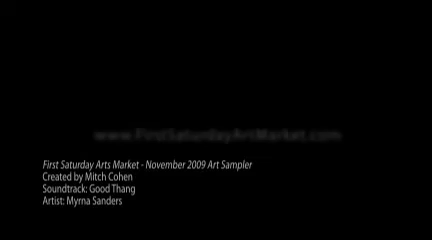 www.FirstSaturdayArtMarket.com
First Saturday Arts Market - November 2009 Art Sampler
Created by Mitch Cohen
Soundtrack: Good Thang
Artist: Myrna Sanders